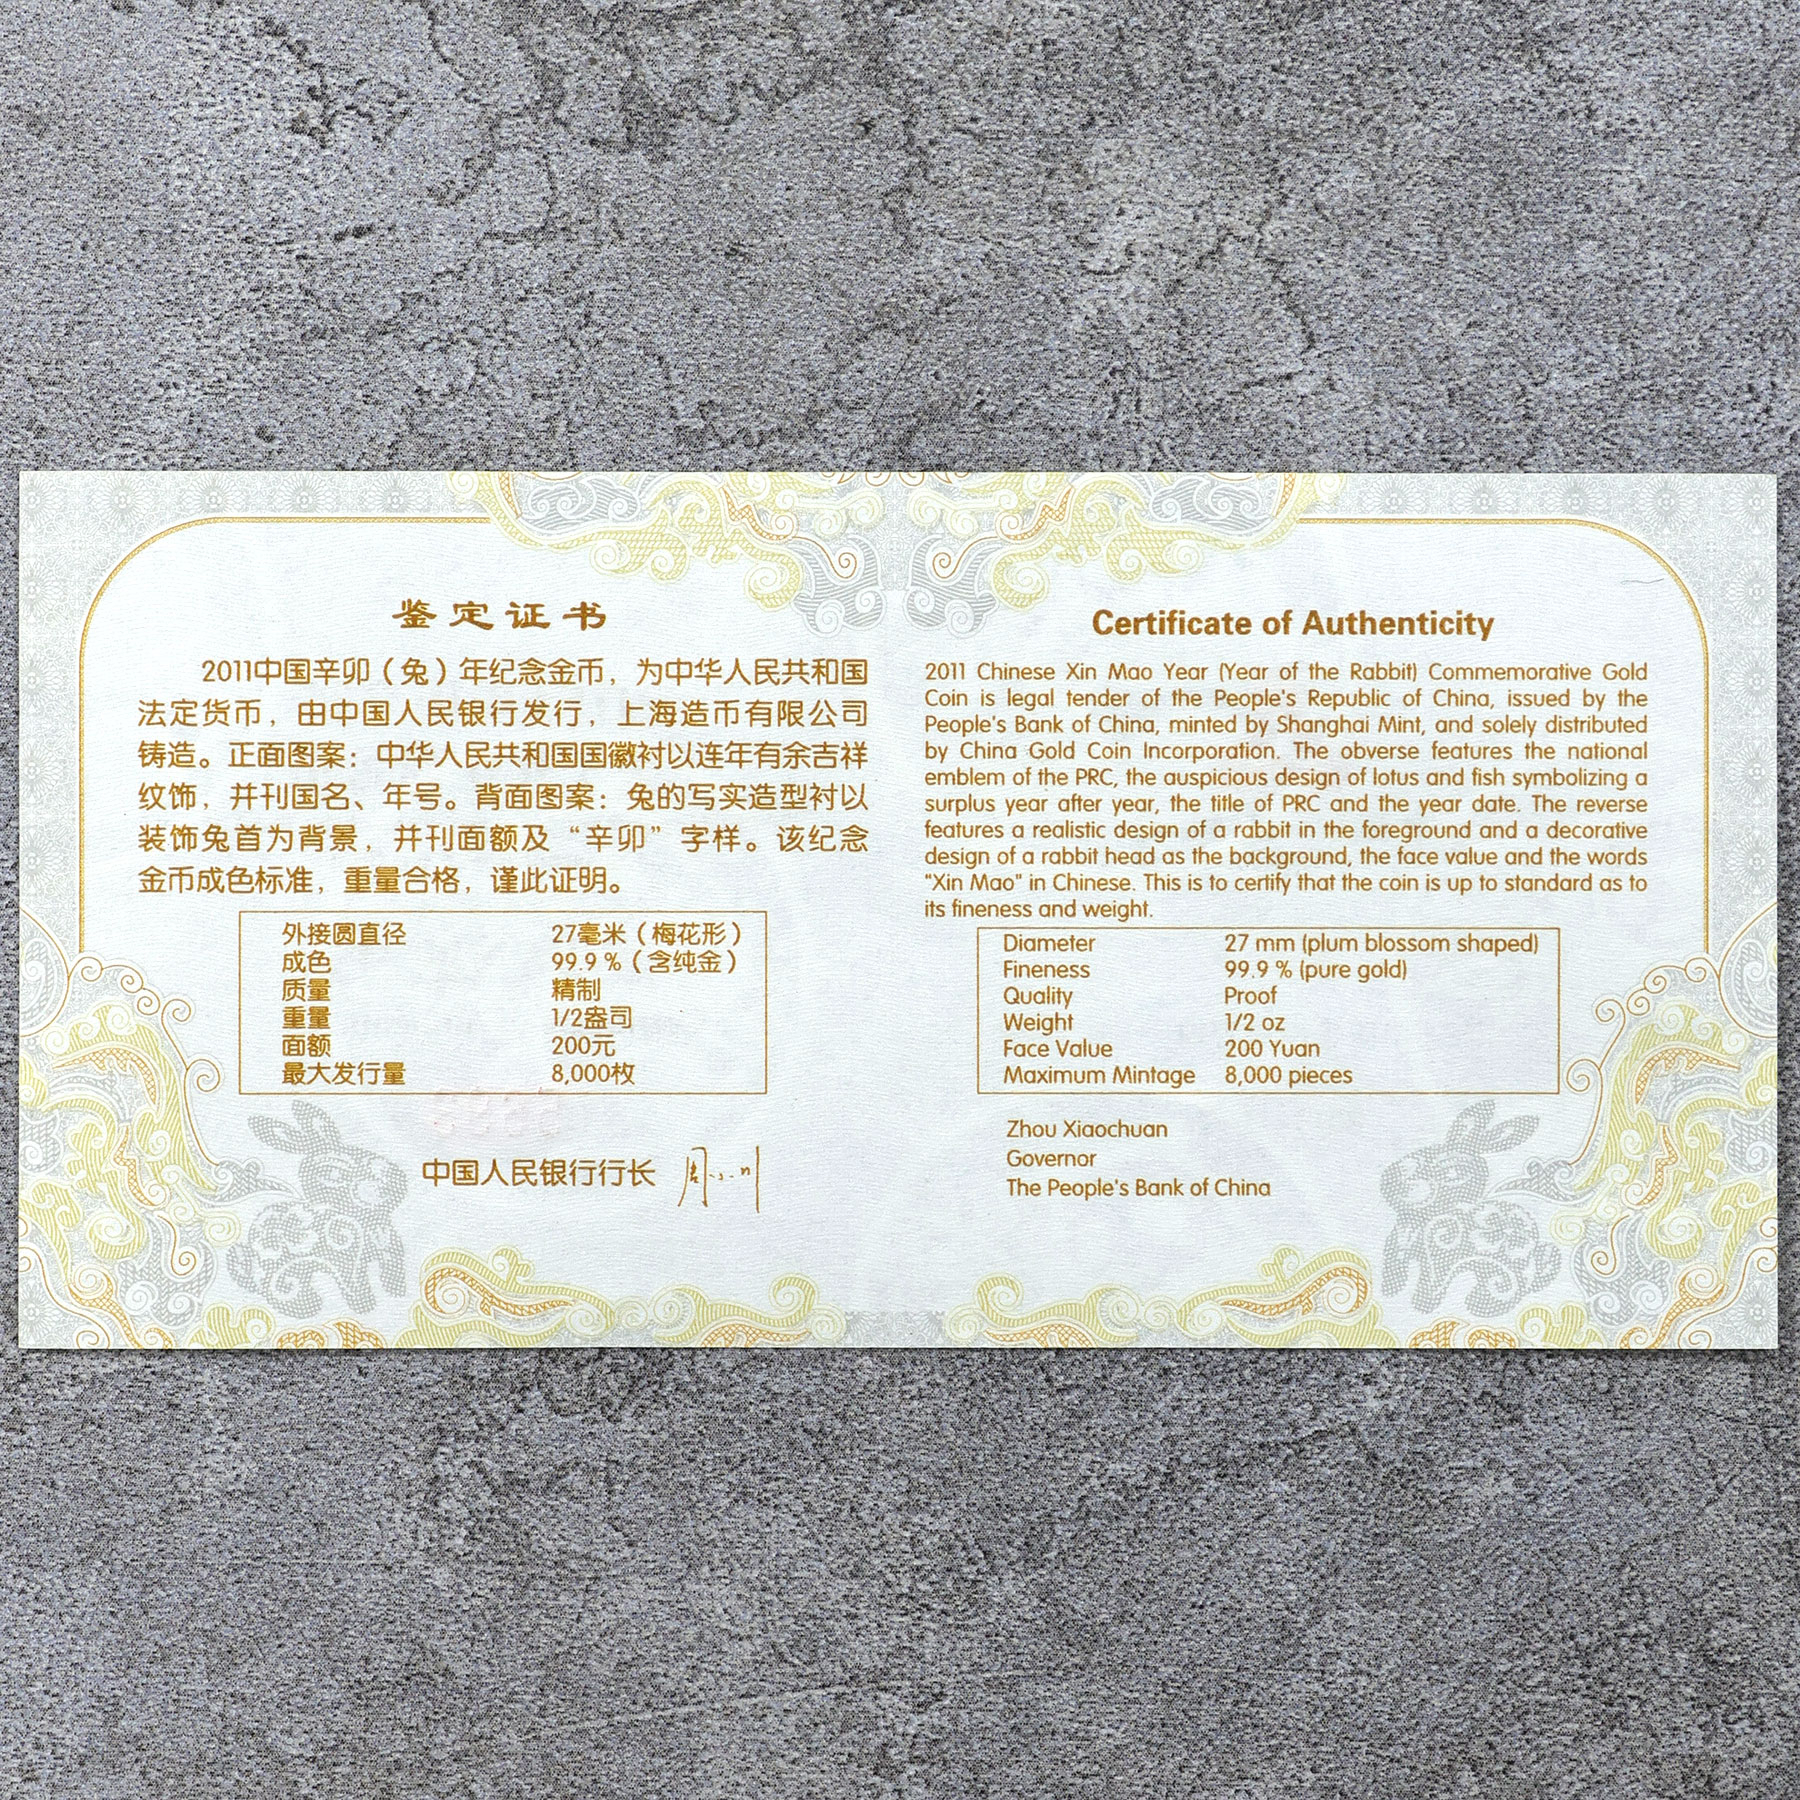 鉴定证书
2011中国辛卯（兔）年纪念金币，为中华人民共和国
法定货币，由中国人民银行发行，上海造币有限公司
铸造。正面图案：中华人民共和国国徽衬以连年有余吉祥
纹饰，并刊国名、年号。背面图案：兔的写实造型衬以
装饰兔首为背景，并刊面额及“辛卯”字样。该纪念
金币成色标准，重量合格，谨此证明。
外接圆直径 27毫米（梅花形）
成色 99.9 %（含纯金）
质量 精制
重量 1/2盎司
面额 200元
最大发行量 8,000枚
中国人民银行行长 周小川
Certificate of Authenticity
2011 Chinese Xin Mao Year (Year of the Rabbit) Commemorative Gold
Coin is legal tender of the People's Republic of China, issued by the
People's Bank of China, minted by Shanghai Mint, and solely distributed
by China Gold Coin Incorporation. The obverse features the national
emblem of the PRC, the auspicious design of lotus and fish symbolizing a
surplus year after year, the title of PRC and the year date. The reverse
features a realistic design of a rabbit in the foreground and a decorative
design of a rabbit head as the background, the face value and the words
"Xin Mao" in Chinese. This is to certify that the coin is up to standard as to
its fineness and weight.
Diameter 27 mm (plum blossom shaped)
Fineness 99.9 % (pure gold)
Quality Proof
Weight 1/2 oz
Face Value 200 Yuan
Maximum Mintage 8,000 pieces
Zhou Xiaochuan
Governor
The People's Bank of China